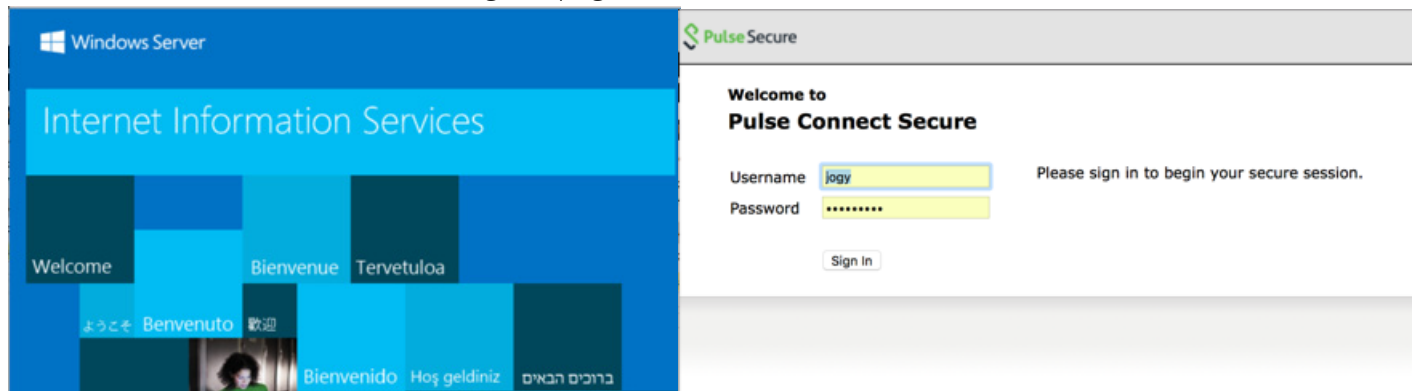 Windows Server
Internet Information Services
Welcome
Bienvenue
Tervetuloa
ようこそ
Benvenuto
歡迎
Bienvenido
Hoş geldiniz
ברוכים הבאים
Pulse Secure
Welcome to
Pulse Connect Secure
Username jogy
Please sign in to begin your secure session.
Password •••••••••
Sign In